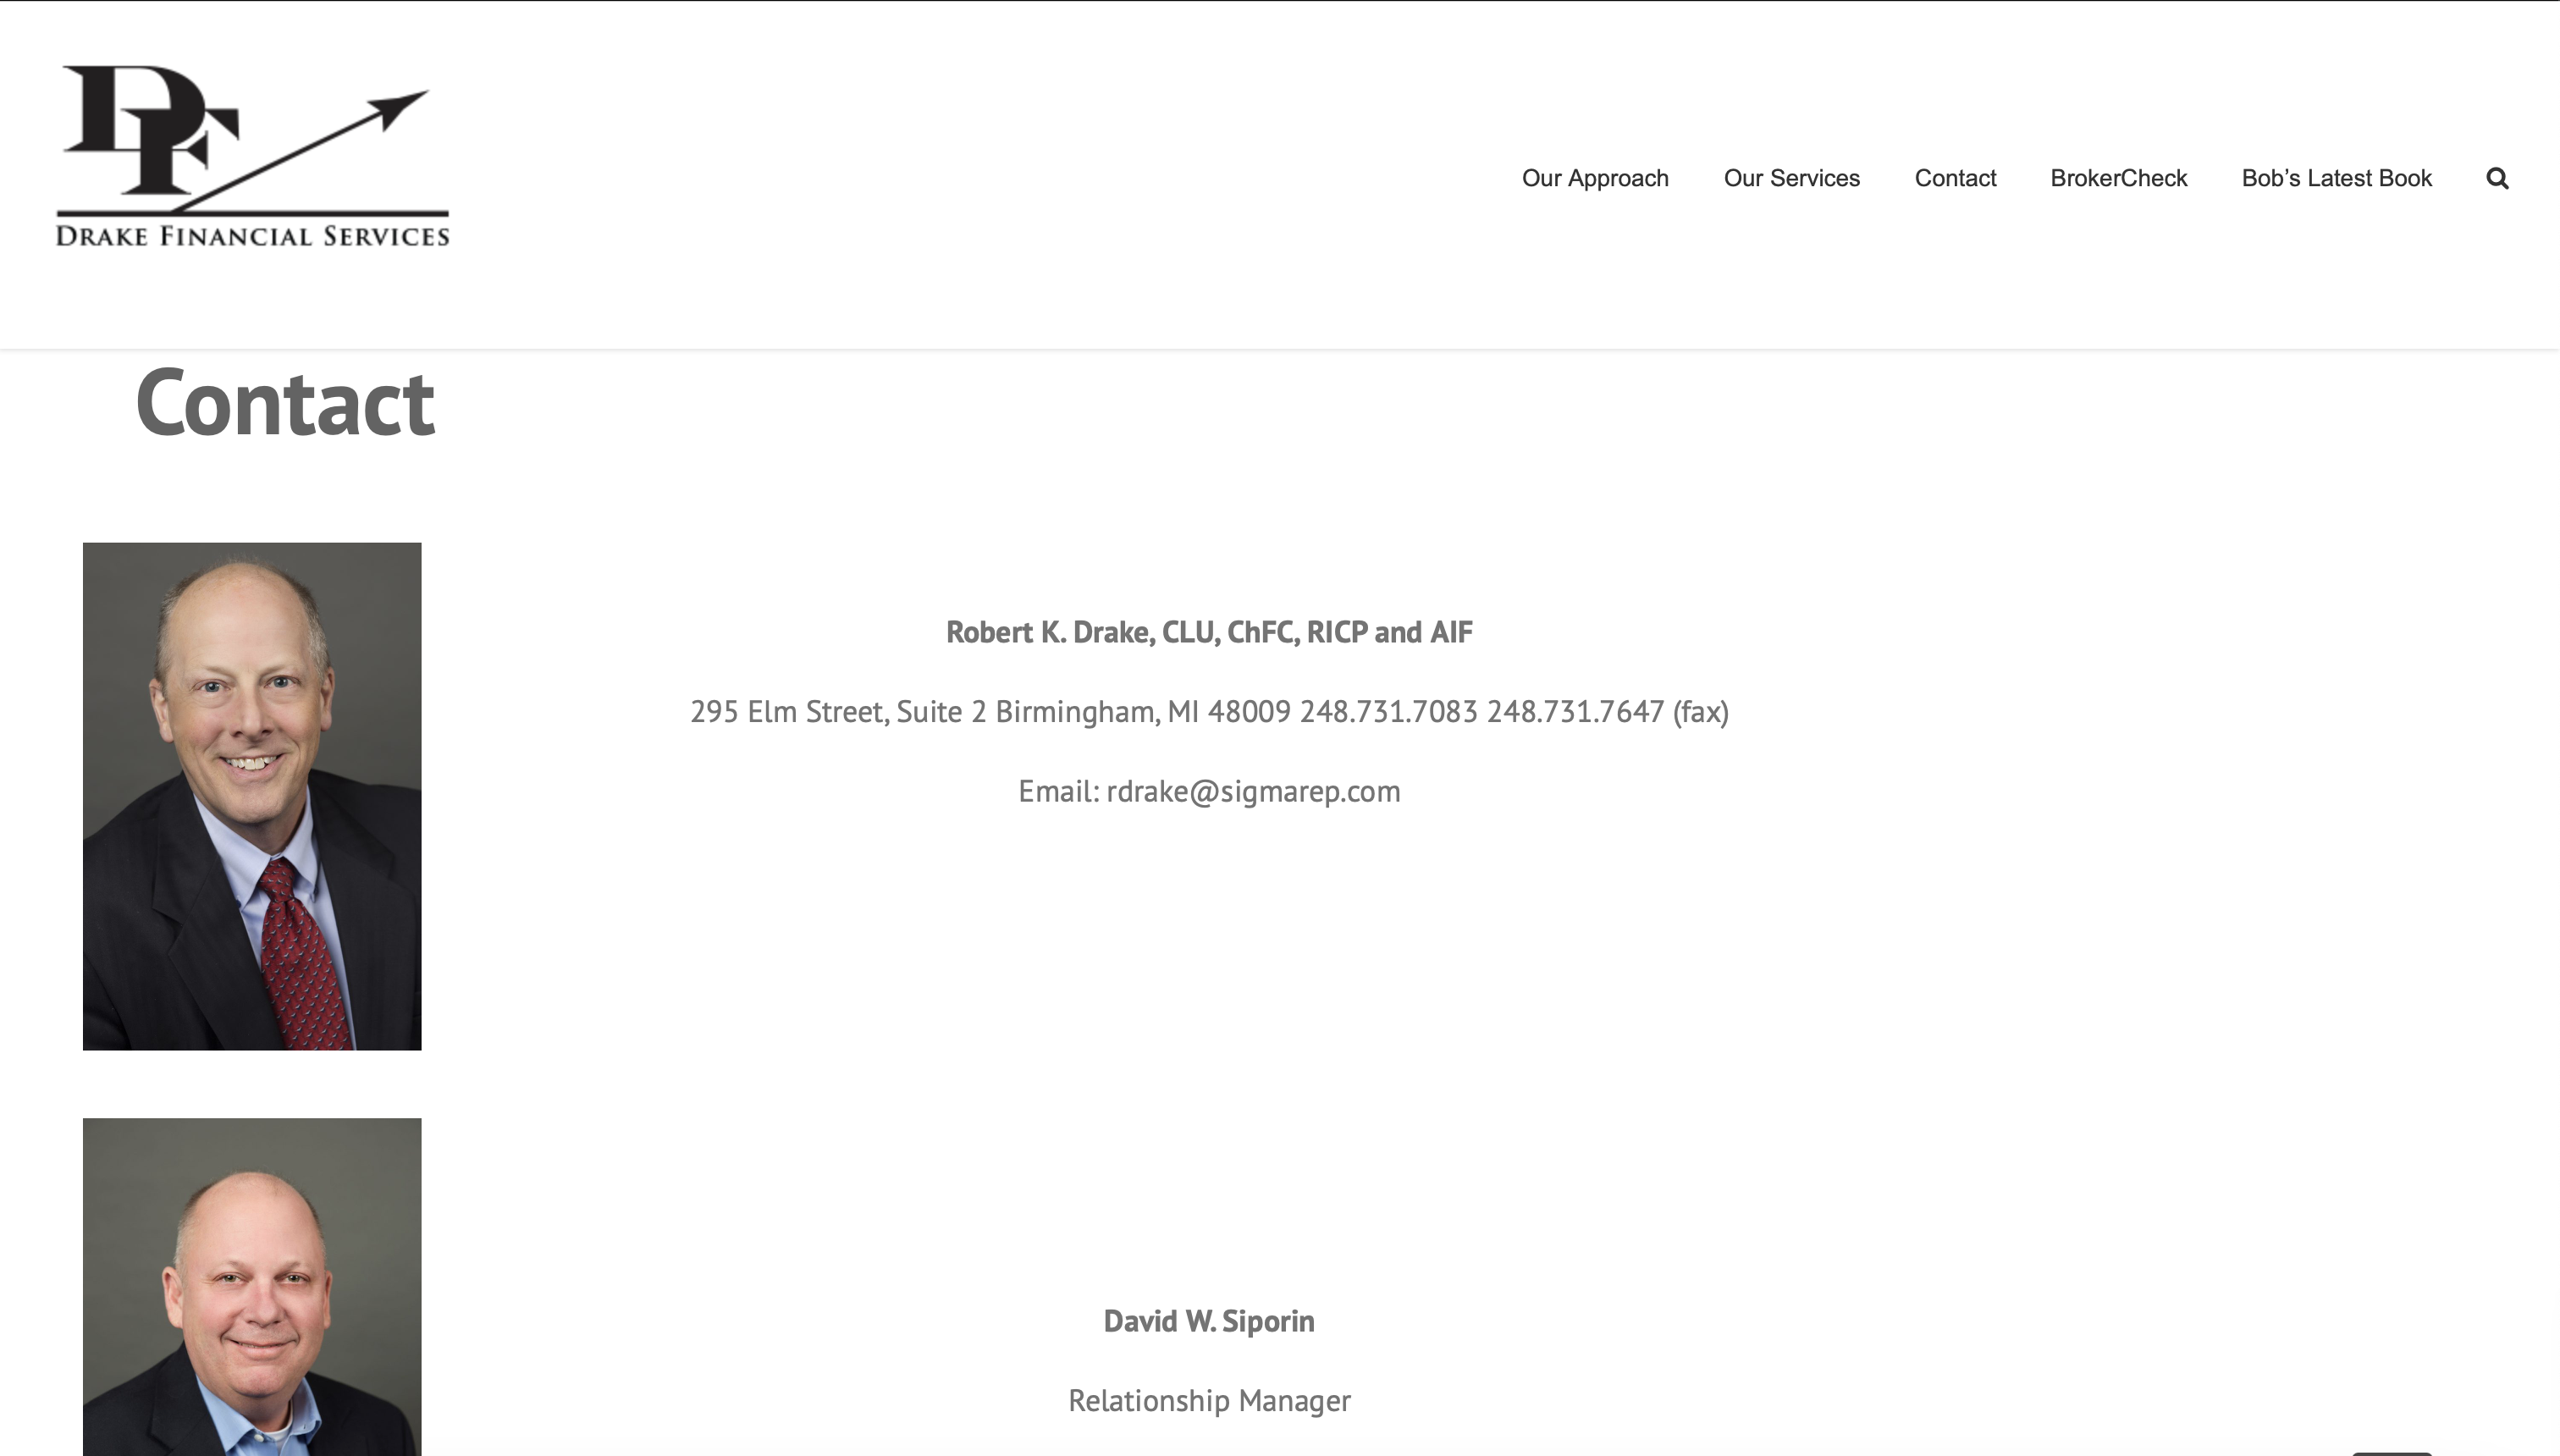 DF
DRAKE FINANCIAL SERVICES
Our Approach Our Services Contact BrokerCheck Bob’s Latest Book
Contact
Robert K. Drake, CLU, ChFC, RICP and AIF
295 Elm Street, Suite 2 Birmingham, MI 48009 248.731.7083 248.731.7647 (fax)
Email: rdrake@sigmarep.com
David W. Siporin
Relationship Manager